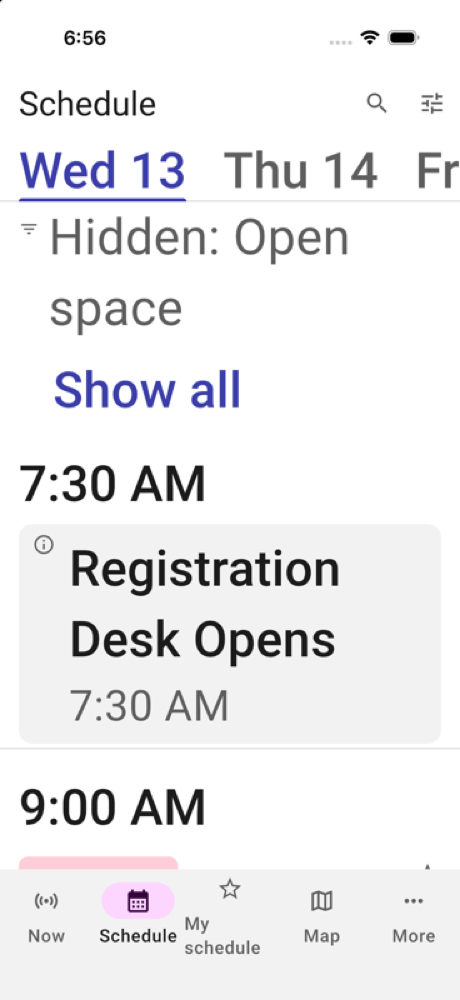 6:56
Schedule
Wed 13 Thu 14 Fr
Hidden: Open
space
Show all
7:30 AM
Registration
Desk Opens
7:30 AM
9:00 AM
Now
Schedule
My
schedule
Map
More